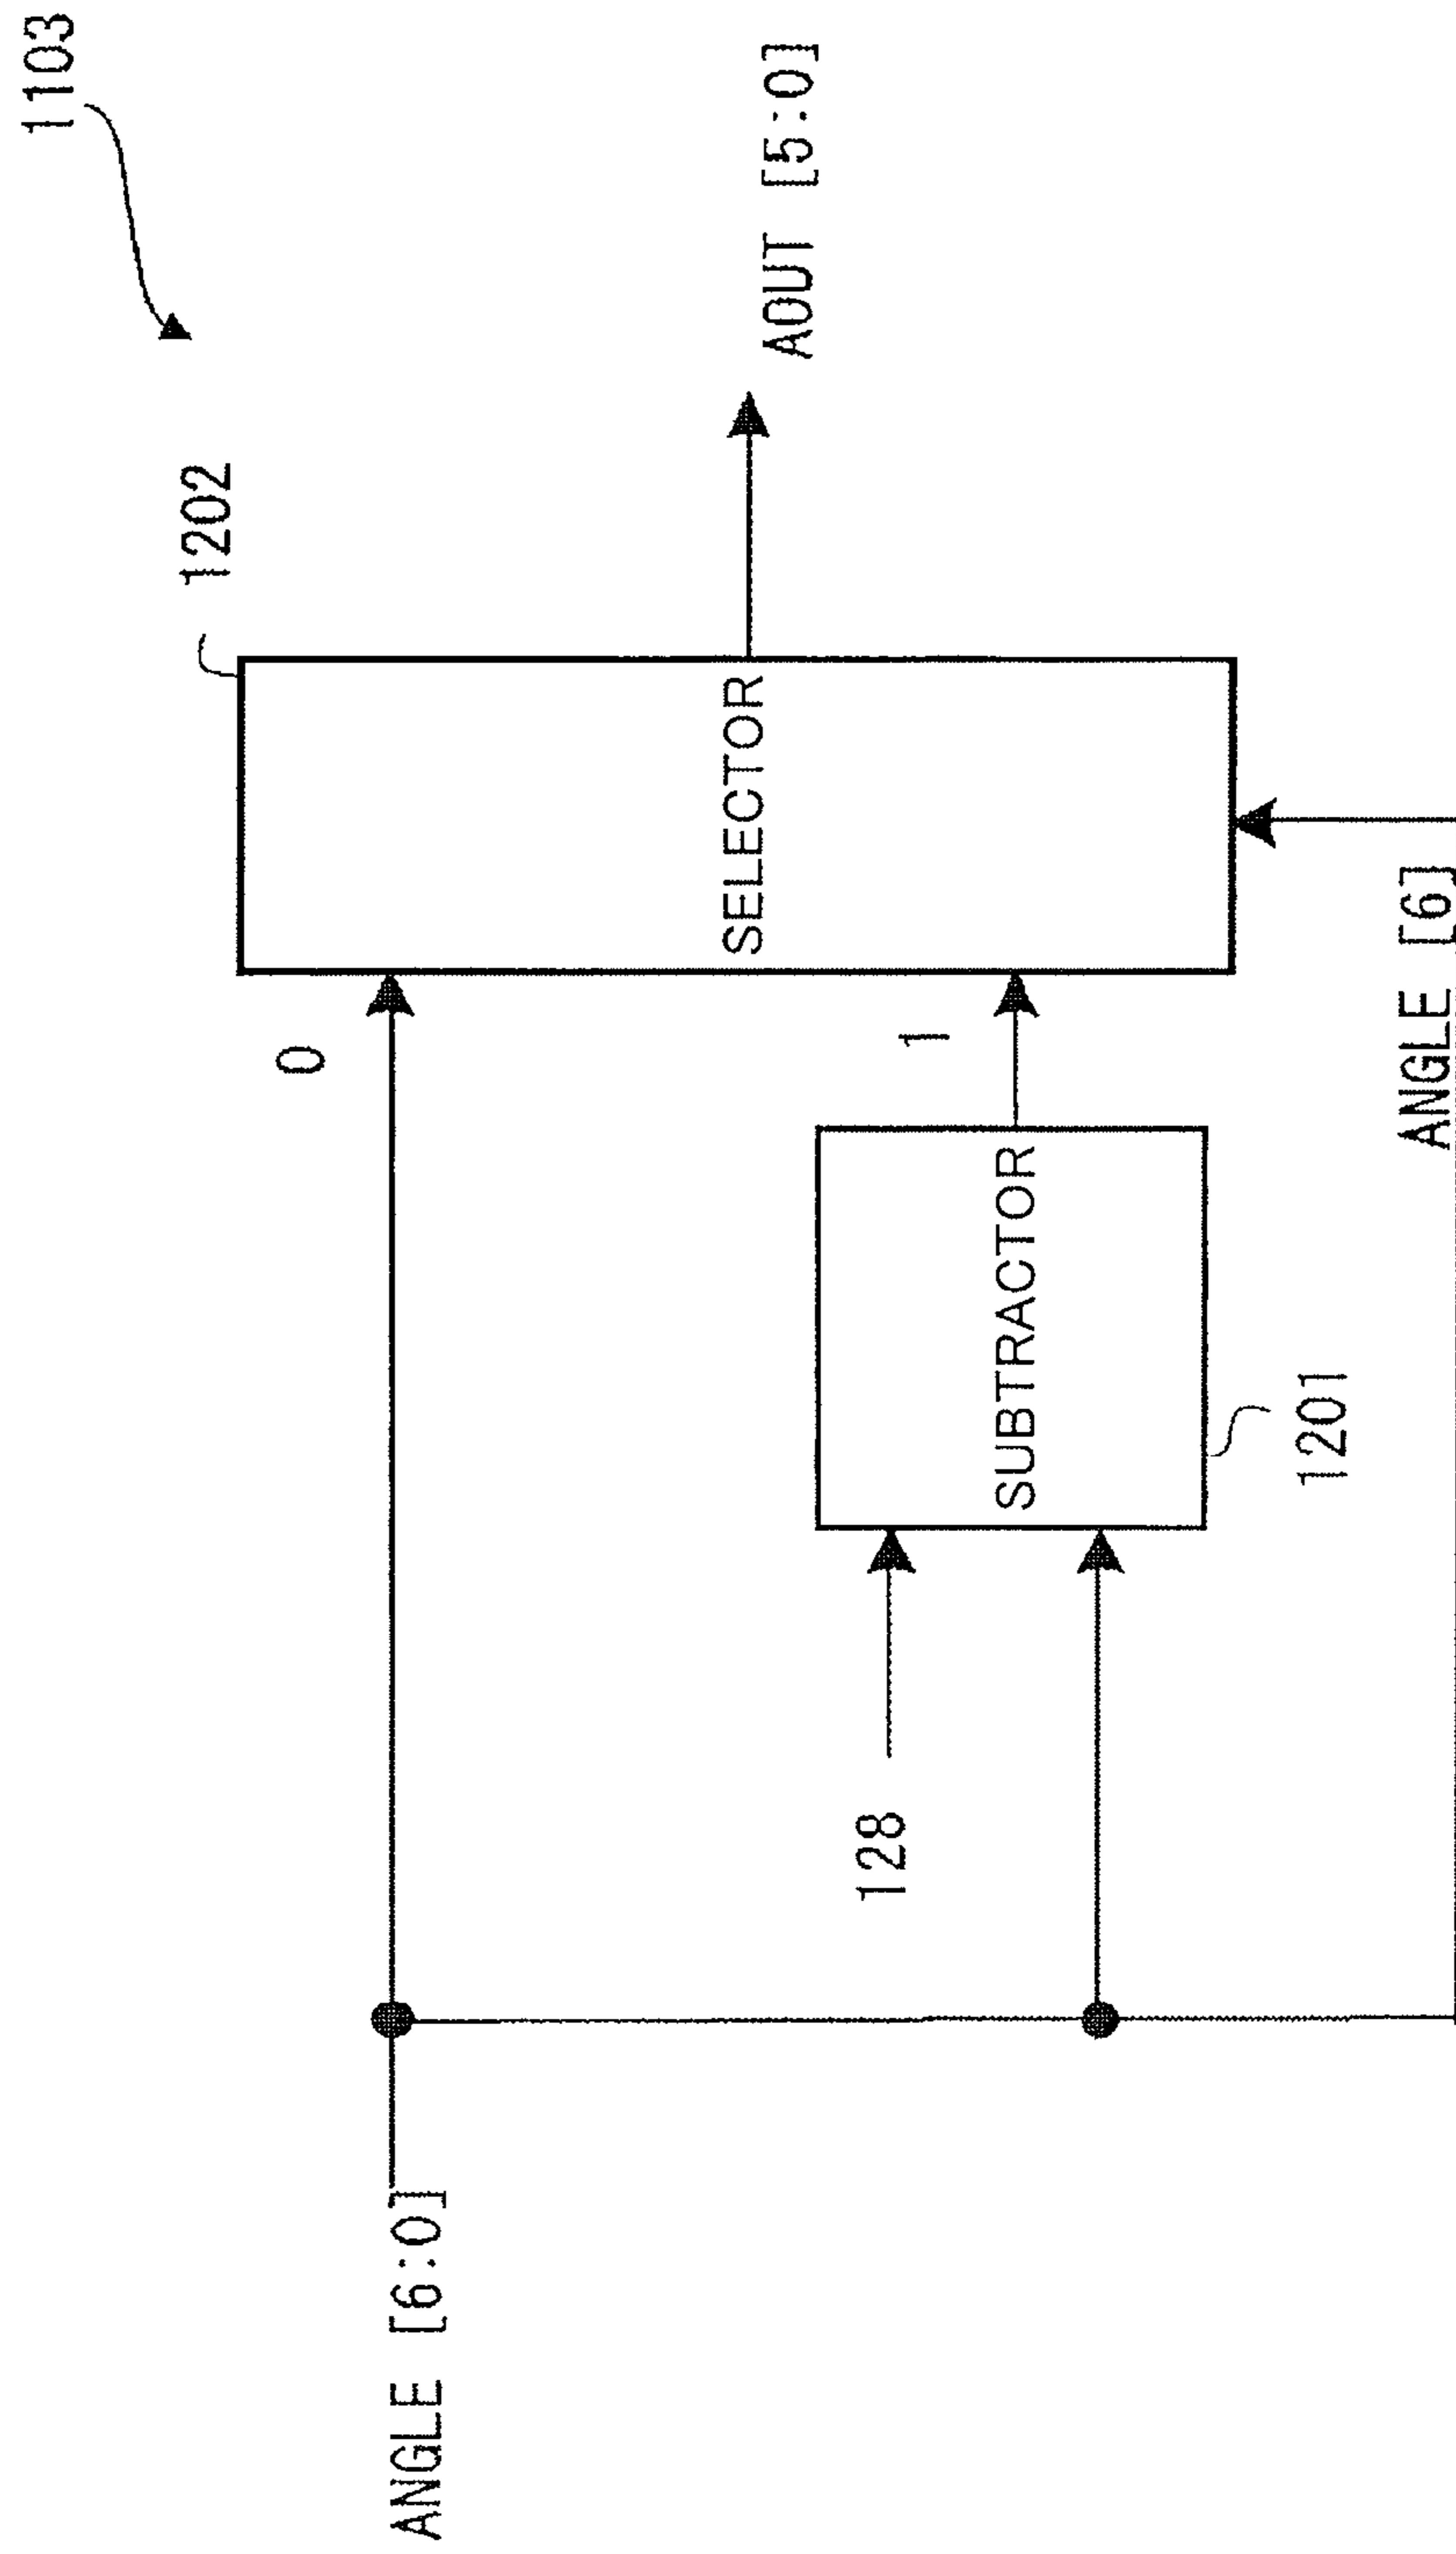 1103
1202
ANGLE [6:0]
0
SELECTOR
AOUT [5:0]
128
SUBTRACTOR
1
1201
ANGLE [6]